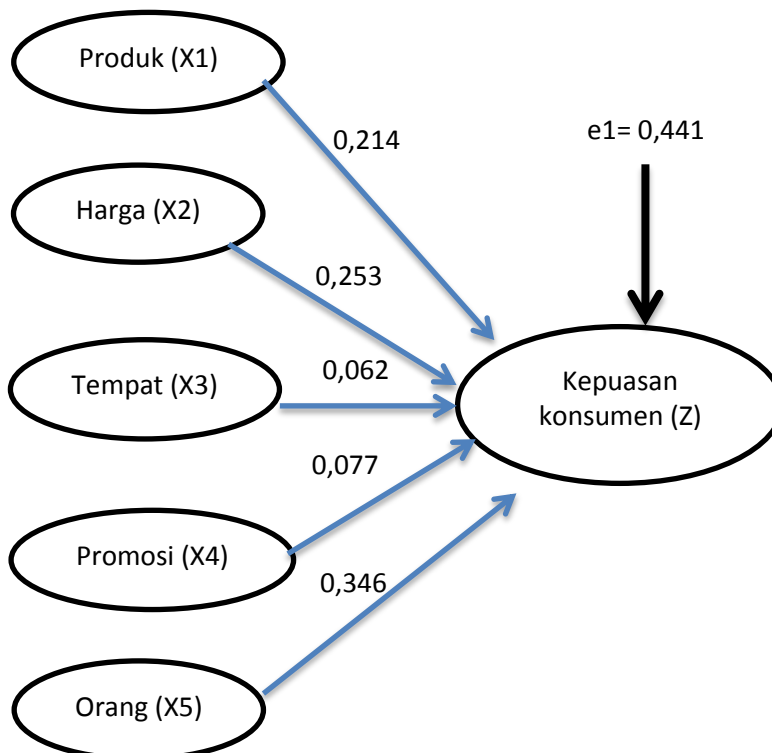 Produk (X1)
0,214
e1= 0,441
Harga (X2)
0,253
Tempat (X3)
0,062
Kepuasan
konsumen (Z)
0,077
Promosi (X4)
0,346
Orang (X5)